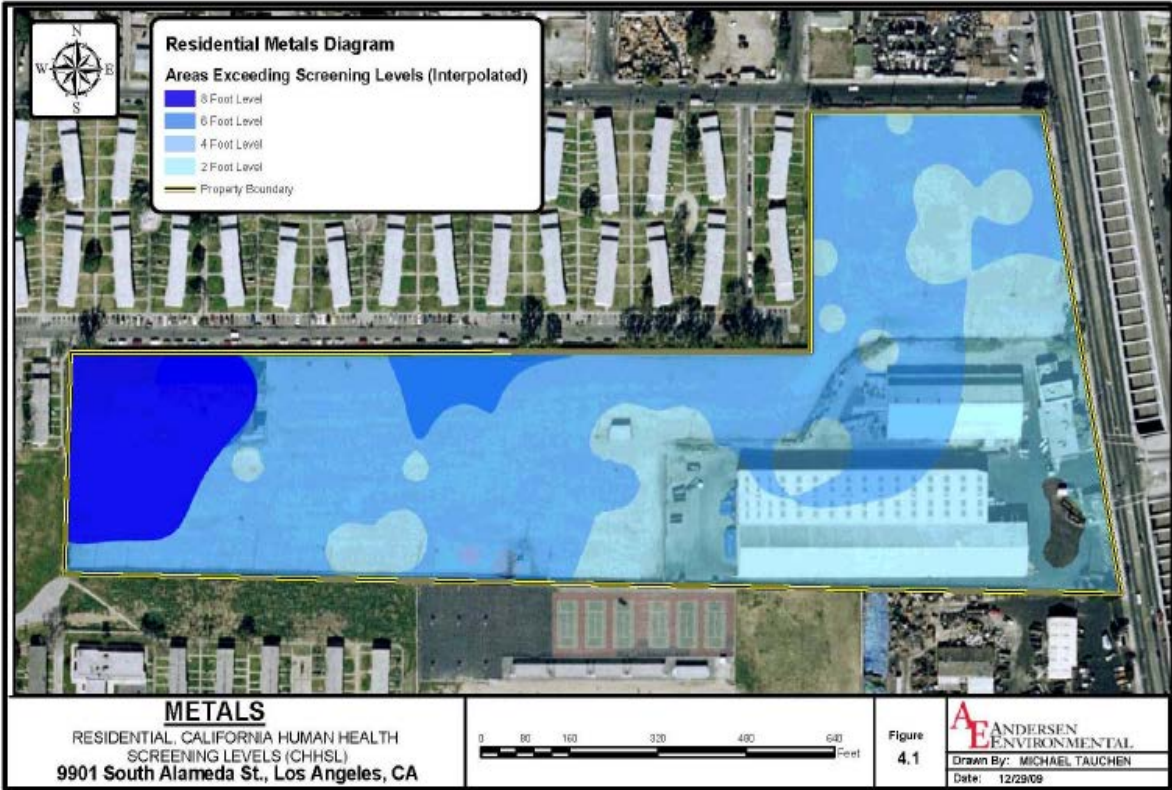 N
W E
S
Residential Metals Diagram
Areas Exceeding Screening Levels (Interpolated)
8 Foot Level
6 Foot Level
4 Foot Level
2 Foot Level
Property Boundary
METALS
RESIDENTIAL, CALIFORNIA HUMAN HEALTH
SCREENING LEVELS (CHHSL)
9901 South Alameda St., Los Angeles, CA
0 80 160 320 480 640
Feet
Figure
4.1
AE ANDERSEN
ENVIRONMENTAL
Drawn By: MICHAEL TAUCHEN
Date: 12/29/09